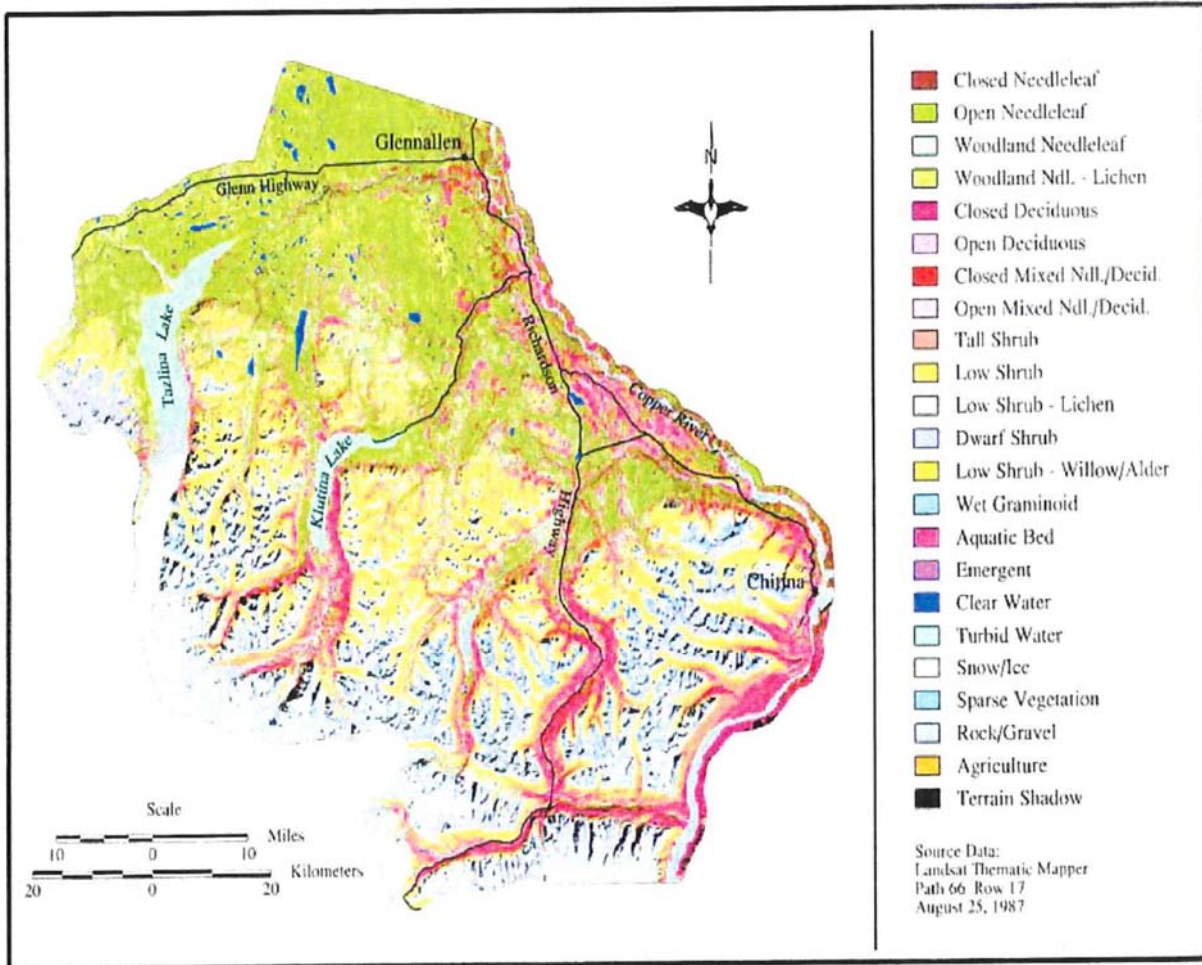 Glennallen
Glenn Highway
Tazlina Lake
Klutina Lake
Richardson
Highway
Copper River
Chitina
N
Scale
10 0 10 Miles
20 0 20 Kilometers
Closed Needleleaf
Open Needleleaf
Woodland Needleleaf
Woodland Ndl. - Lichen
Closed Deciduous
Open Deciduous
Closed Mixed Ndl./Decid.
Open Mixed Ndl./Decid.
Tall Shrub
Low Shrub
Low Shrub - Lichen
Dwarf Shrub
Low Shrub - Willow/Alder
Wet Graminoid
Aquatic Bed
Emergent
Clear Water
Turbid Water
Snow/Ice
Sparse Vegetation
Rock/Gravel
Agriculture
Terrain Shadow
Source Data:
Landsat Thematic Mapper
Path 66 Row 17
August 25, 1987